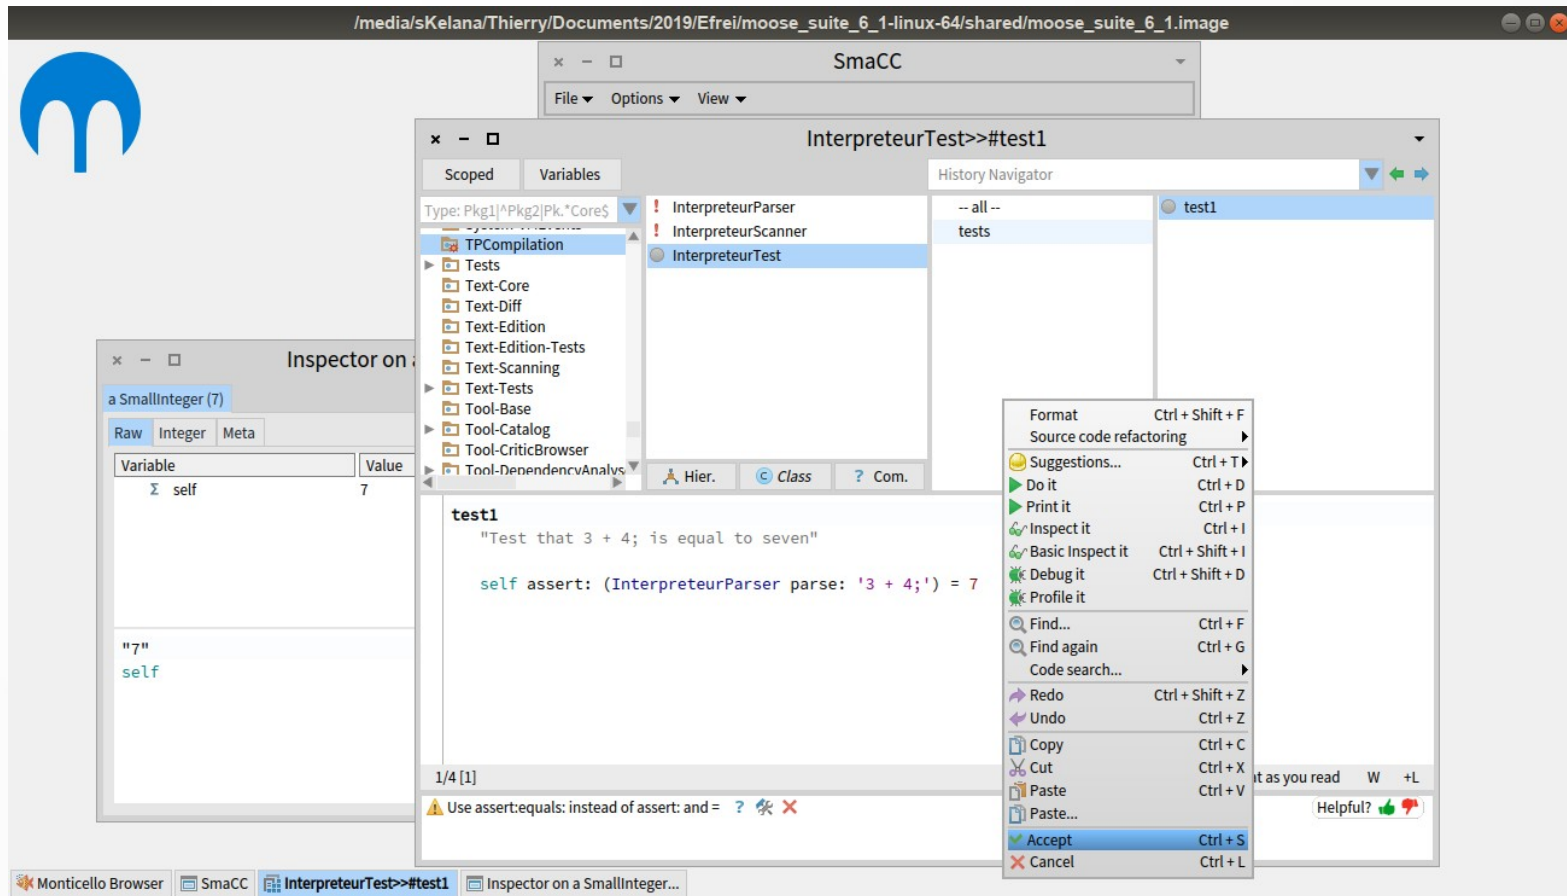 /media/sKelana/Thierry/Documents/2019/Efrei/moose_suite_6_1-linux-64/shared/moose_suite_6_1.image
SmaCC
File Options View
InterpreteurTest>>#test1
Scoped Variables
History Navigator
Type: Pkg1|^Pkg2|Pk.*Core$
TPCompilation
Tests
Text-Core
Text-Diff
Text-Edition
Text-Edition-Tests
Text-Scanning
Text-Tests
Tool-Base
Tool-Catalog
Tool-CriticBrowser
Tool-DependencyAnalys
InterpreteurParser
InterpreteurScanner
InterpreteurTest
Hier. Class ? Com.
-- all --
tests
test1
Inspector on a
a SmallInteger (7)
Raw Integer Meta
Variable Value
Σ self 7
"7"
self
test1
"Test that 3 + 4; is equal to seven"
self assert: (InterpreteurParser parse: '3 + 4;') = 7
1/4 [1]
t as you read W +L
Use assert:equals: instead of assert: and = ?
Helpful?
Format Ctrl + Shift + F
Source code refactoring
Suggestions... Ctrl + T
Do it Ctrl + D
Print it Ctrl + P
Inspect it Ctrl + I
Basic Inspect it Ctrl + Shift + I
Debug it Ctrl + Shift + D
Profile it
Find... Ctrl + F
Find again Ctrl + G
Code search...
Redo Ctrl + Shift + Z
Undo Ctrl + Z
Copy Ctrl + C
Cut Ctrl + X
Paste Ctrl + V
Paste...
Accept Ctrl + S
Cancel Ctrl + L
Monticello Browser SmaCC InterpreteurTest>>#test1 Inspector on a SmallInteger...